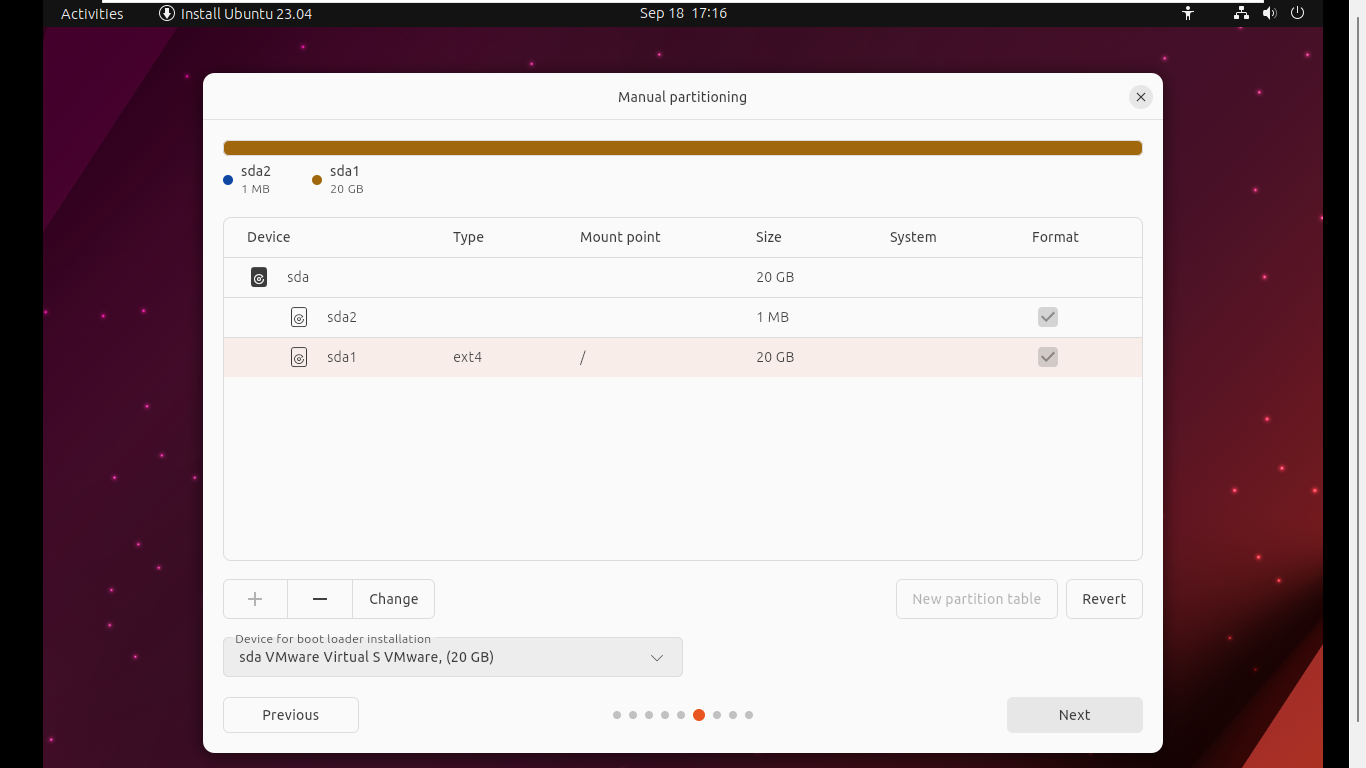 Activities Install Ubuntu 23.04 Sep 18 17:16
Manual partitioning
sda2 sda1
1 MB 20 GB
Device Type Mount point Size System Format
sda 20 GB
sda2 1 MB
sda1 ext4 / 20 GB
Change New partition table Revert
Device for boot loader installation
sda VMware Virtual S VMware, (20 GB)
Previous Next